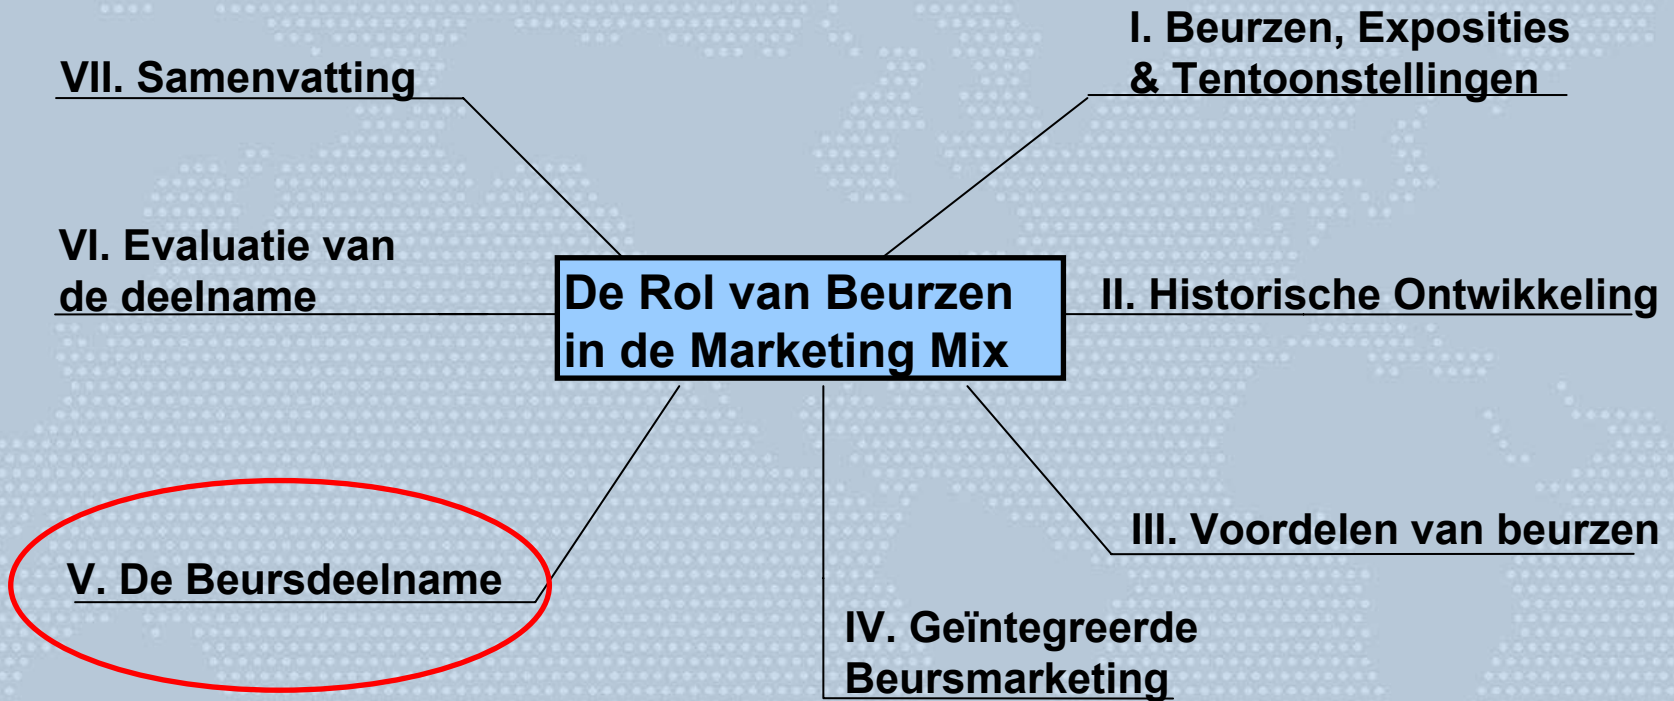 De Rol van Beurzen
in de Marketing Mix
I. Beurzen, Exposities
& Tentoonstellingen
II. Historische Ontwikkeling
III. Voordelen van beurzen
IV. Geïntegreerde
Beursmarketing
V. De Beursdeelname
VI. Evaluatie van
de deelname
VII. Samenvatting